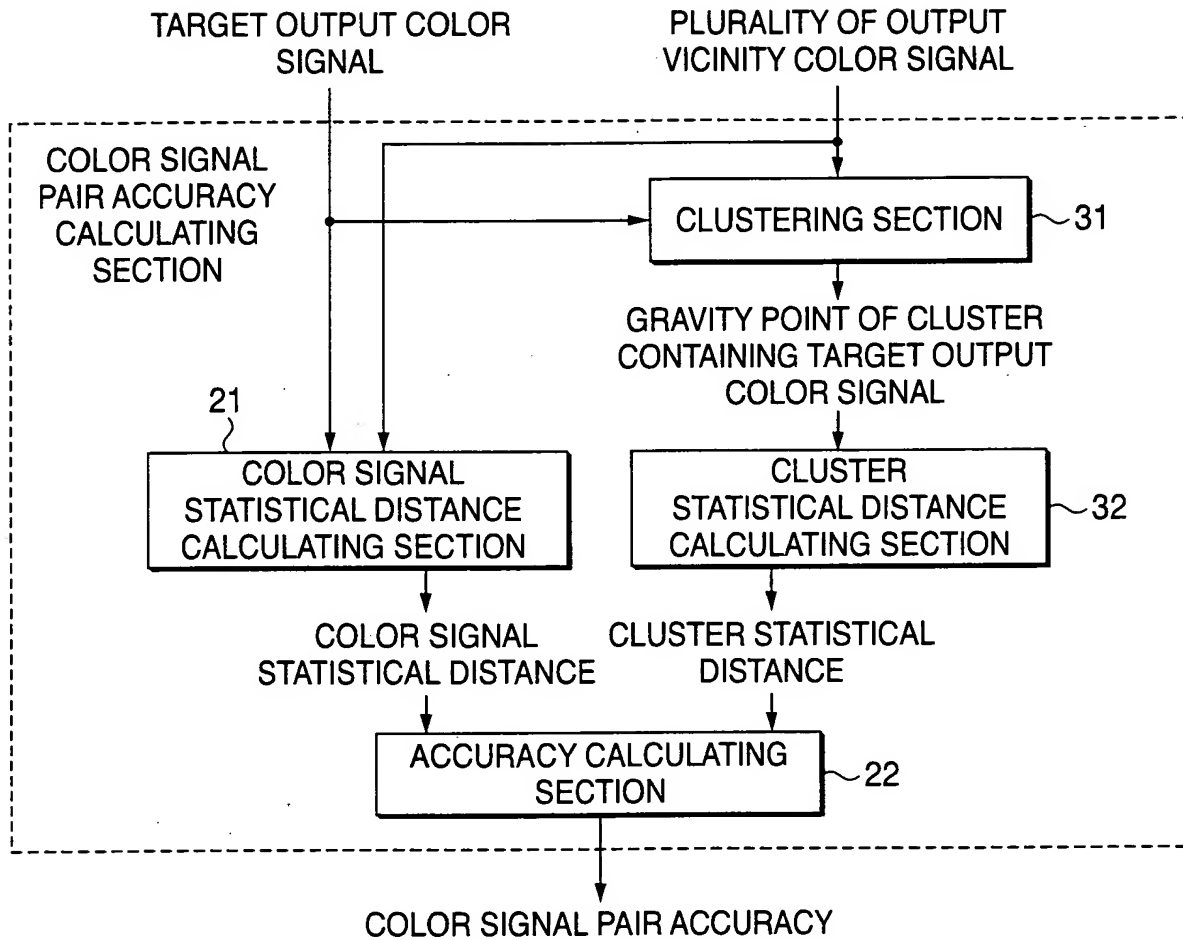 TARGET OUTPUT COLOR
SIGNAL
PLURALITY OF OUTPUT
VICINITY COLOR SIGNAL
COLOR SIGNAL
PAIR ACCURACY
CALCULATING
SECTION
CLUSTERING SECTION
31
GRAVITY POINT OF CLUSTER
CONTAINING TARGET OUTPUT
COLOR SIGNAL
21
COLOR SIGNAL
STATISTICAL DISTANCE
CALCULATING SECTION
CLUSTER
STATISTICAL DISTANCE
CALCULATING SECTION
32
COLOR SIGNAL
STATISTICAL DISTANCE
CLUSTER STATISTICAL
DISTANCE
ACCURACY CALCULATING
SECTION
22
COLOR SIGNAL PAIR ACCURACY